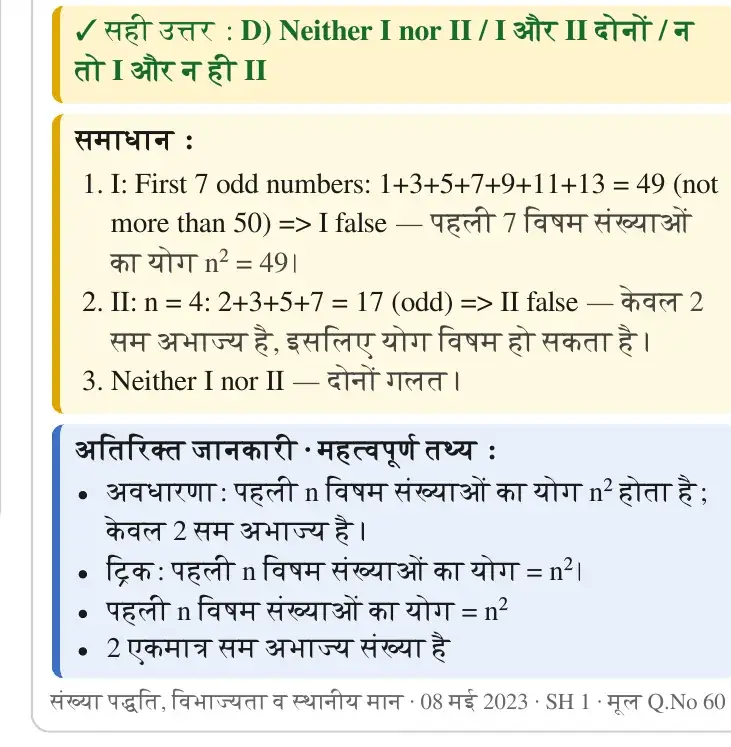 ✓ सही उत्तर : D) Neither I nor II / I और II दोनों / न
तो I और न ही II
समाधान :
1. I: First 7 odd numbers: 1+3+5+7+9+11+13 = 49 (not
more than 50) => I false — पहली 7 विषम संख्याओं
का योग n² = 49।
2. II: n = 4: 2+3+5+7 = 17 (odd) => II false — केवल 2
सम अभाज्य है, इसलिए योग विषम हो सकता है।
3. Neither I nor II — दोनों गलत।
अतिरिक्त जानकारी · महत्वपूर्ण तथ्य :
• अवधारणा : पहली n विषम संख्याओं का योग n² होता है ;
केवल 2 सम अभाज्य है।
• ट्रिक : पहली n विषम संख्याओं का योग = n²।
• पहली n विषम संख्याओं का योग = n²
• 2 एकमात्र सम अभाज्य संख्या है
संख्या पद्धति, विभाज्यता व स्थानीय मान · 08 मई 2023 · SH 1 · मूल Q.No 60